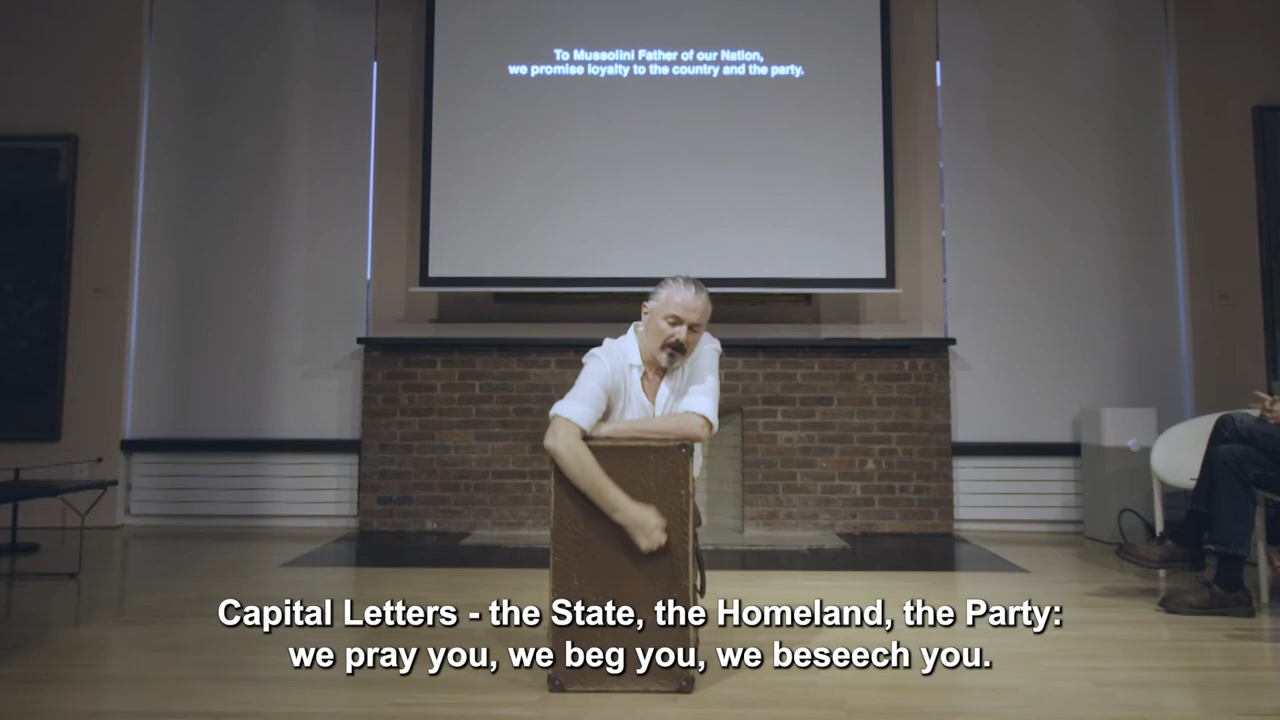 To Mussolini Father of our Nation,
we promise loyalty to the country and the party.
Capital Letters - the State, the Homeland, the Party:
we pray you, we beg you, we beseech you.